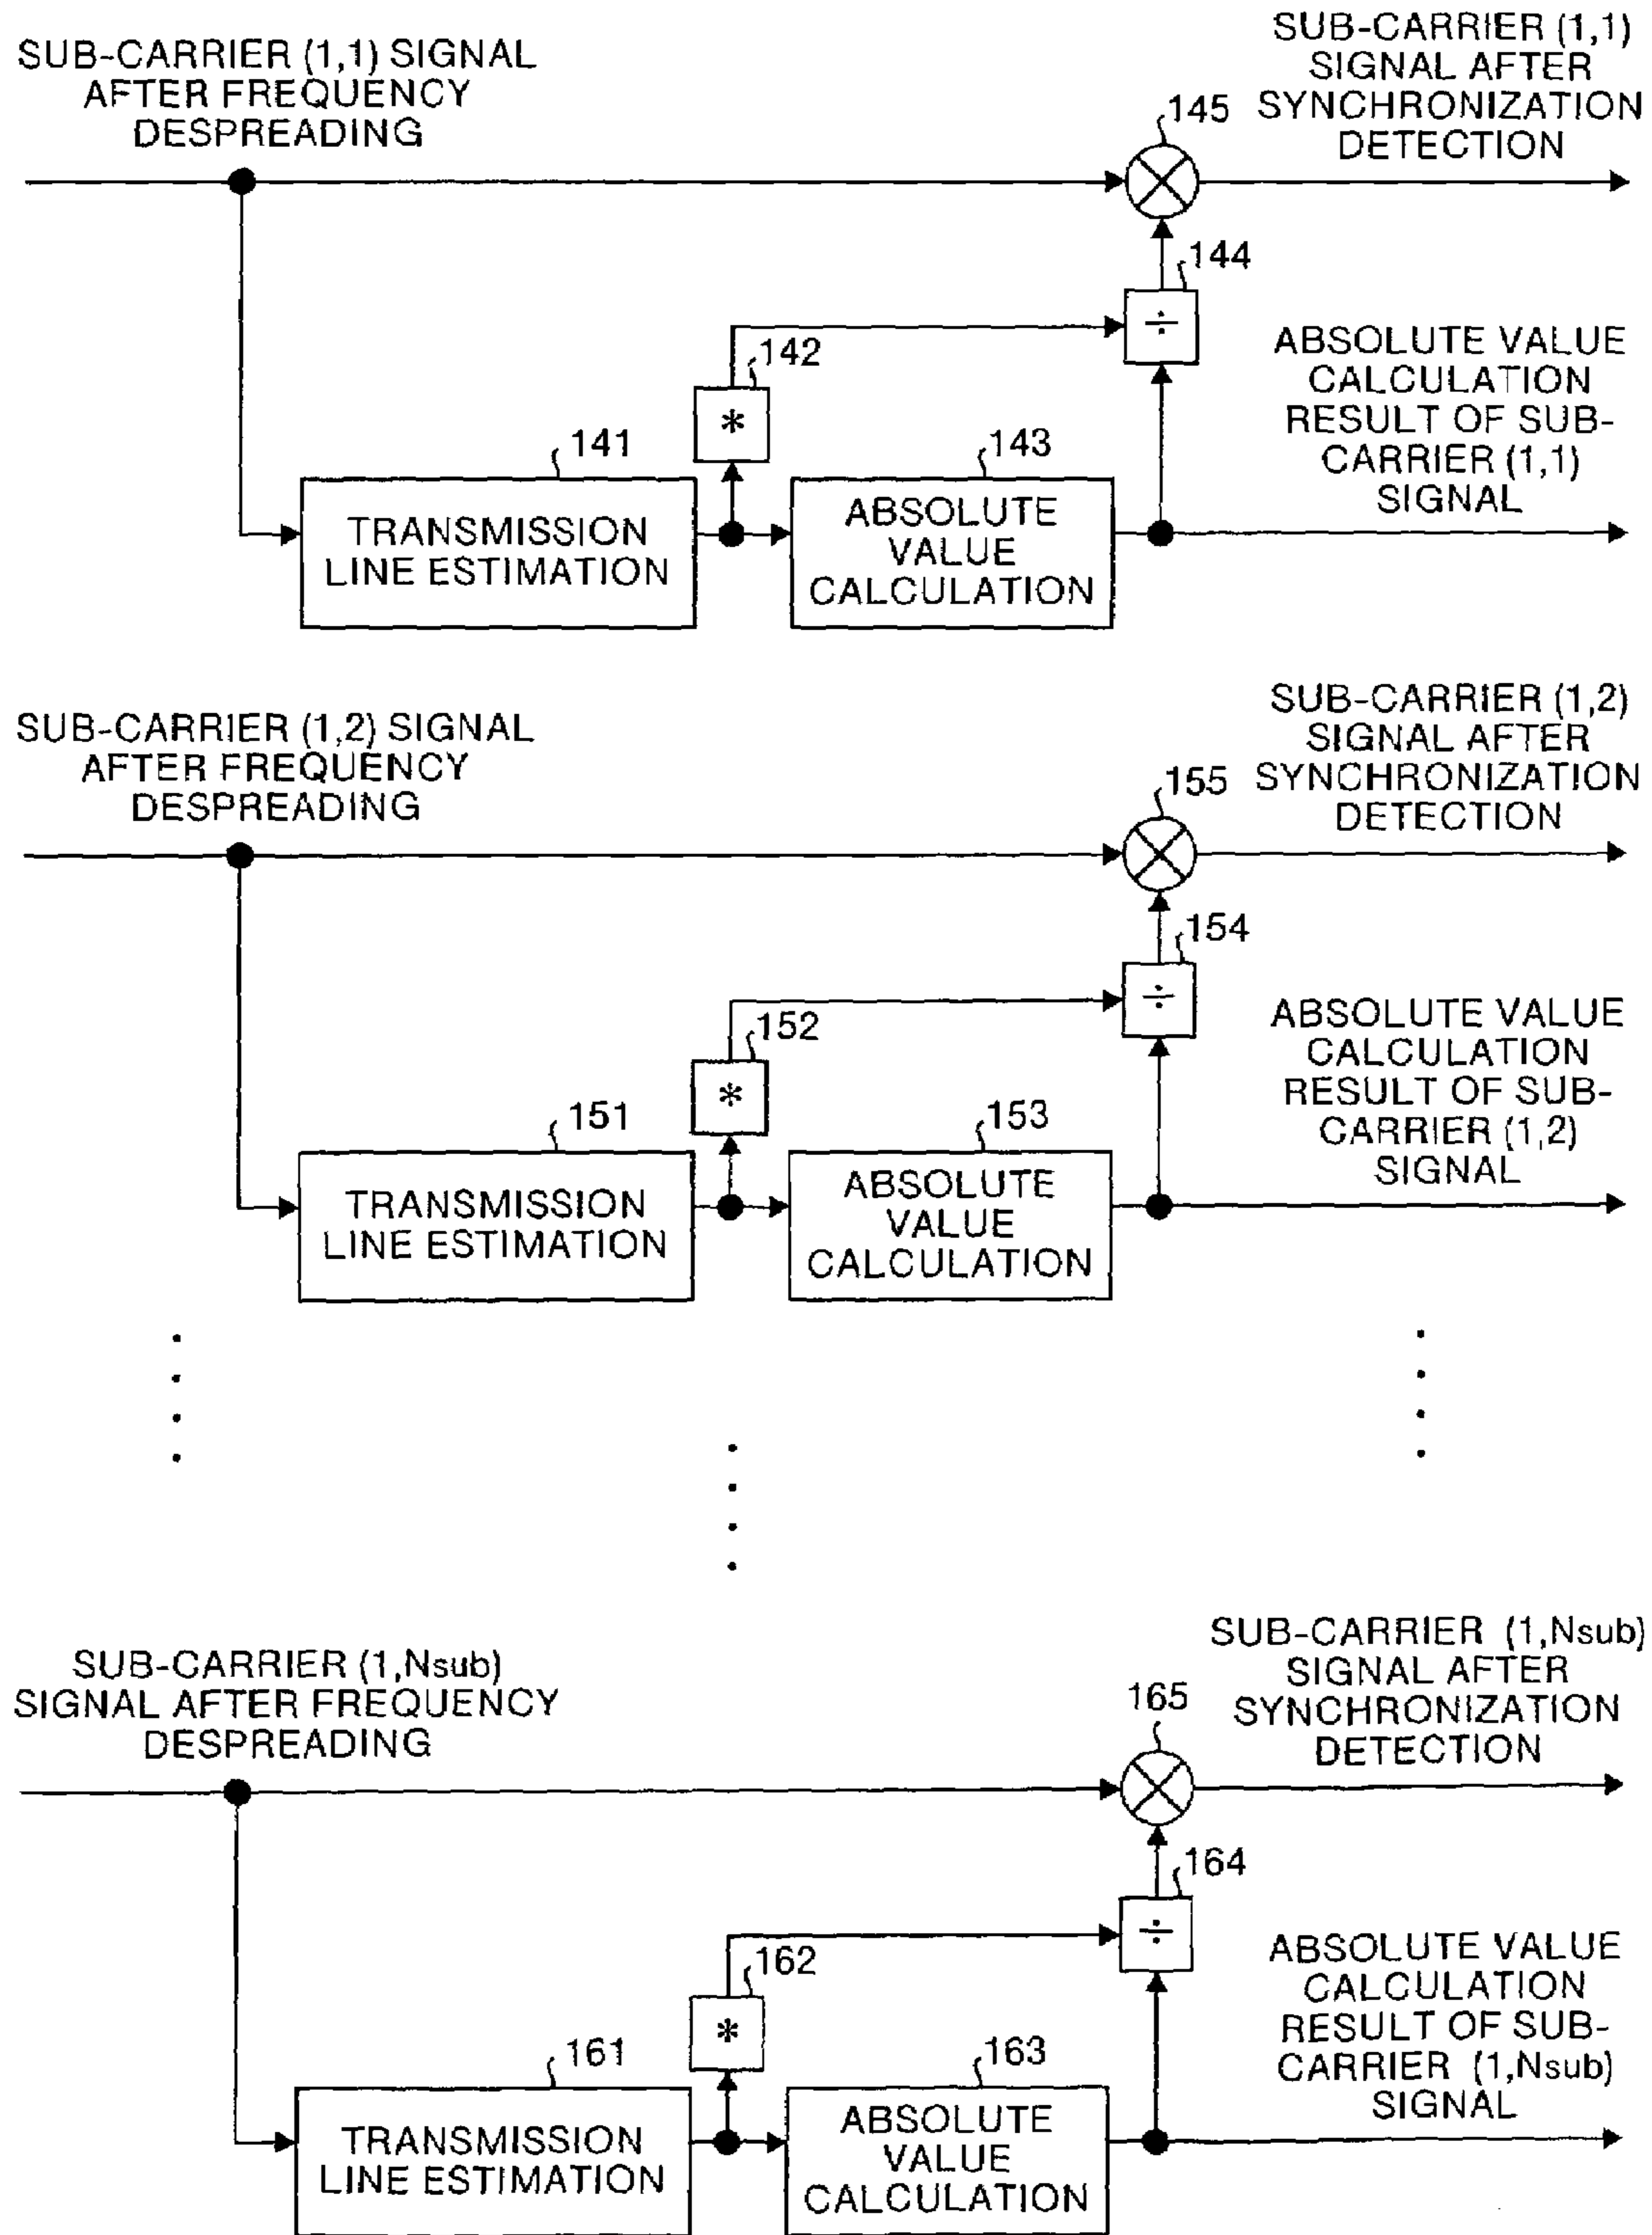 SUB-CARRIER (1,1) SIGNAL
AFTER FREQUENCY
DESPREADING
SUB-CARRIER (1,1)
SIGNAL AFTER
SYNCHRONIZATION
DETECTION
145
144
÷
142
*
ABSOLUTE VALUE
CALCULATION
RESULT OF SUB-
CARRIER (1,1)
SIGNAL
141
TRANSMISSION
LINE ESTIMATION
143
ABSOLUTE
VALUE
CALCULATION
SUB-CARRIER (1,2) SIGNAL
AFTER FREQUENCY
DESPREADING
SUB-CARRIER (1,2)
SIGNAL AFTER
SYNCHRONIZATION
DETECTION
155
154
÷
152
*
ABSOLUTE VALUE
CALCULATION
RESULT OF SUB-
CARRIER (1,2)
SIGNAL
151
TRANSMISSION
LINE ESTIMATION
153
ABSOLUTE
VALUE
CALCULATION
SUB-CARRIER (1,Nsub)
SIGNAL AFTER FREQUENCY
DESPREADING
SUB-CARRIER (1,Nsub)
SIGNAL AFTER
SYNCHRONIZATION
DETECTION
165
164
÷
162
*
ABSOLUTE VALUE
CALCULATION
RESULT OF SUB-
CARRIER (1,Nsub)
SIGNAL
161
TRANSMISSION
LINE ESTIMATION
163
ABSOLUTE
VALUE
CALCULATION